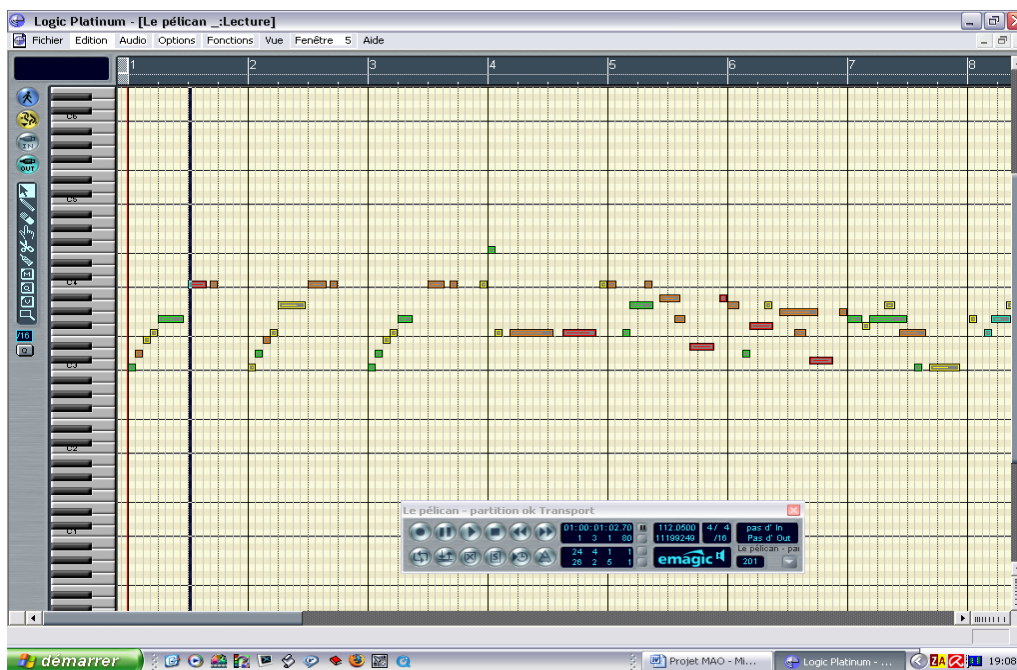 Logic Platinum - [Le pélican _:Lecture]
Fichier Edition Audio Options Fonctions Vue Fenêtre 5 Aide
1 2 3 4 5 6 7 8
C6
IN
OUT
C5
C4
/16
Q
C3
C2
C1
Le pélican - partition ok Transport
01:00:01:02.70 112.0500 4/ 4 pas d' In
1 3 1 80 11199249 /16 Pas d' Out
24 4 1 1 emagic Le pélican - par
26 2 5 1 201
démarrer Projet MAO - Mi... Logic Platinum - ... 19:08